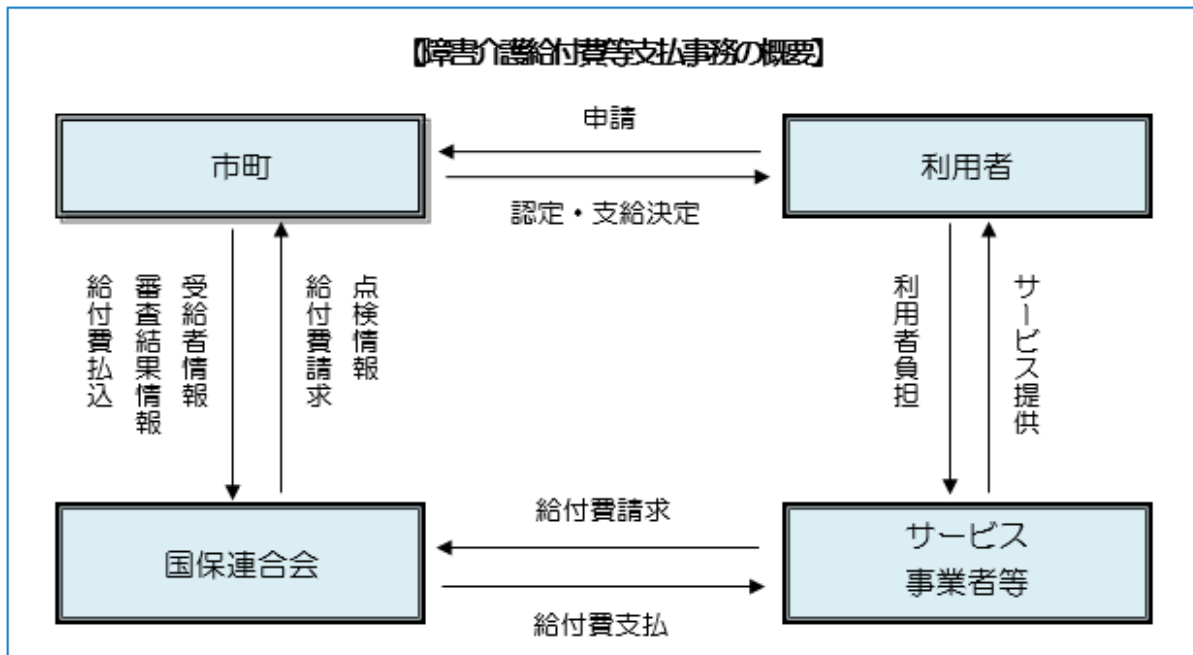 【障害介護給付費等支払事務の概要】
申請
市町
利用者
認定・支給決定
受給者情報
審査結果情報
給付費払込
点検情報
給付費請求
利用者負担
サービス提供
給付費請求
国保連合会
サービス
事業者等
給付費支払